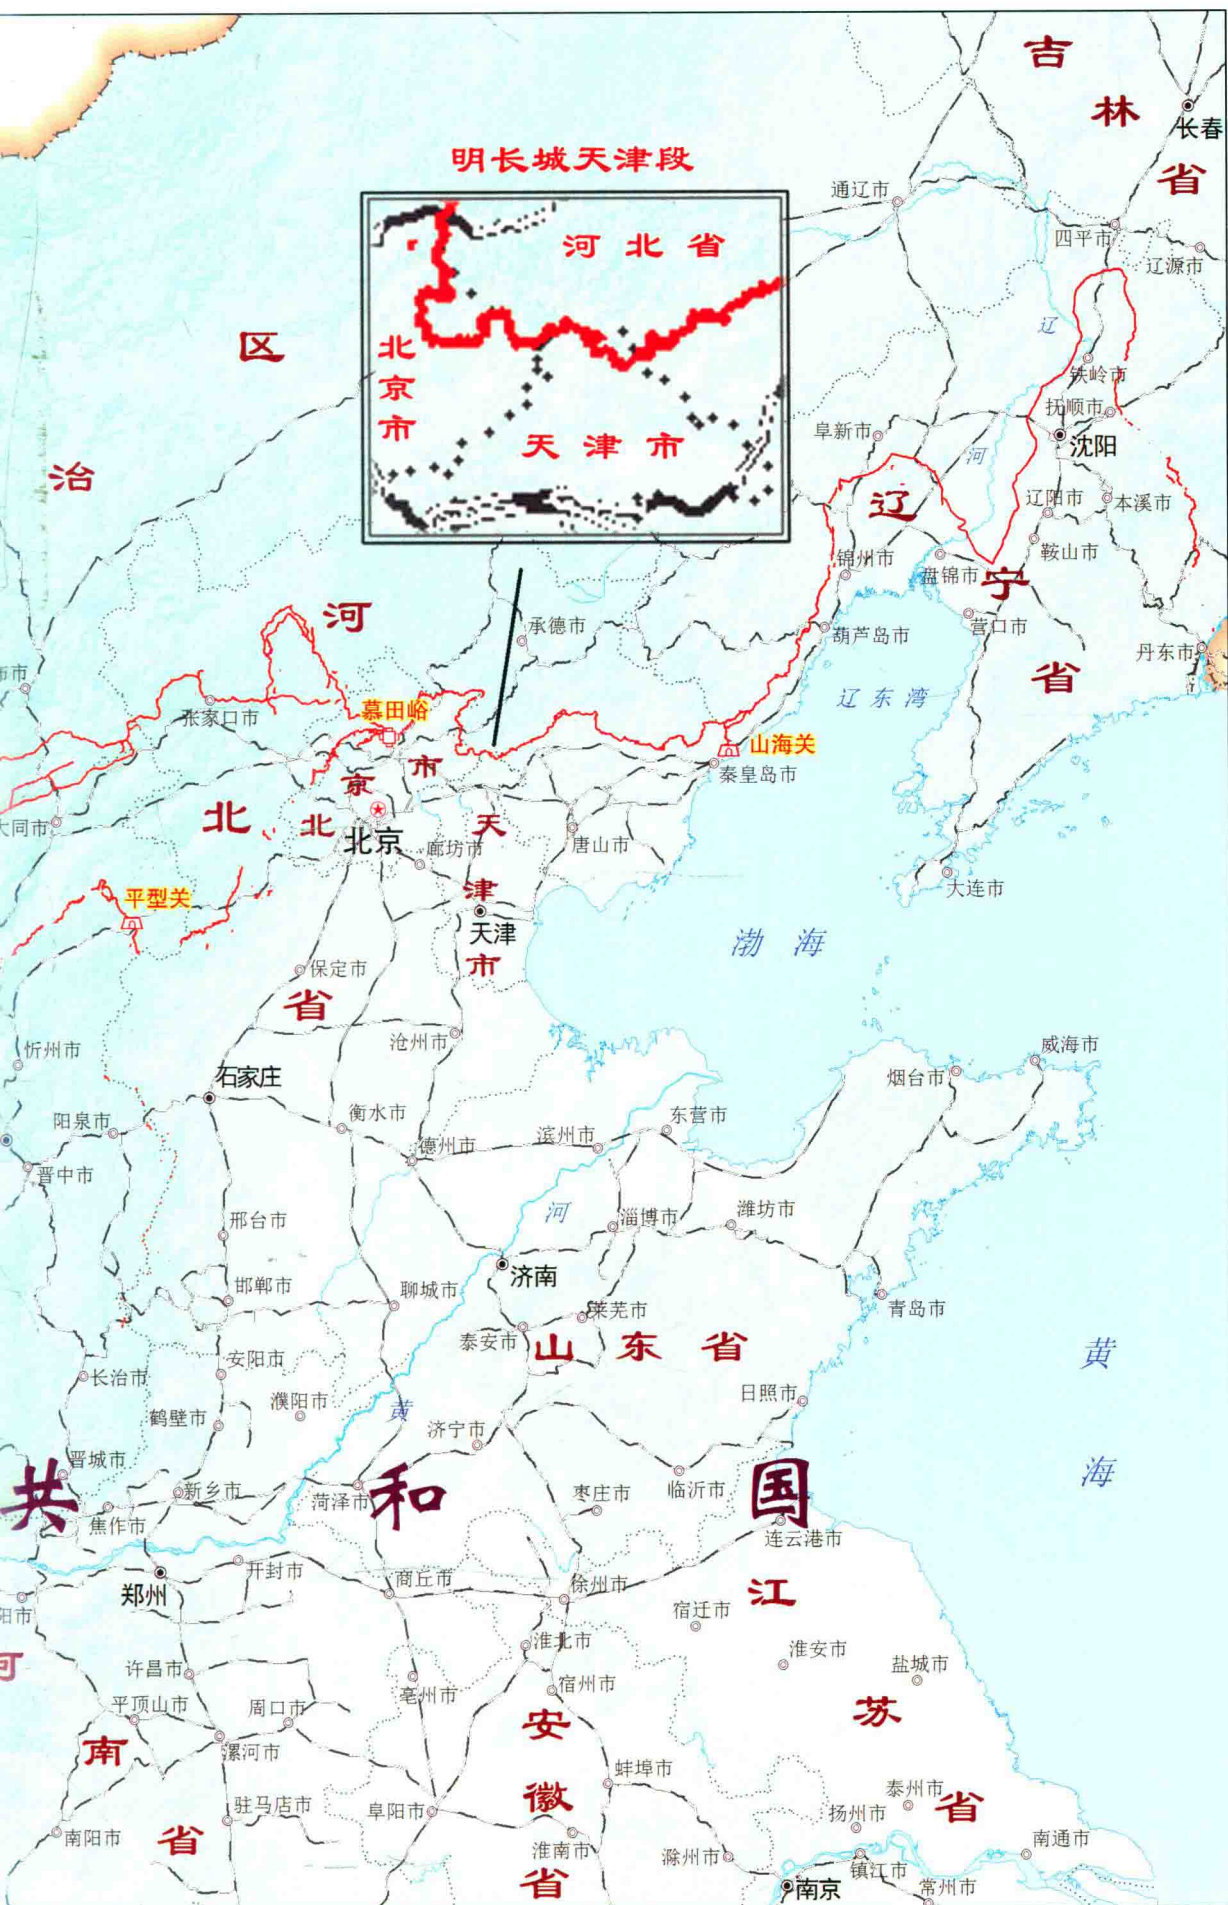 吉
林
省
长春
明长城天津段
通辽市
四平市
辽源市
河北省
北京市
天津市
区
治
辽
铁岭市
抚顺市
沈阳
阜新市
河
辽
宁
省
辽阳市
本溪市
鞍山市
锦州市
盘锦市
营口市
葫芦岛市
丹东市
辽东湾
河
承德市
布市
张家口市
慕田峪
山海关
秦皇岛市
北
北
京
市
北京
大同市
天
津
市
天津
廊坊市
唐山市
大连市
平型关
渤海
保定市
省
沧州市
忻州市
石家庄
威海市
烟台市
阳泉市
衡水市
德州市
滨州市
东营市
晋中市
河
淄博市
潍坊市
邢台市
济南
邯郸市
聊城市
莱芜市
青岛市
泰安市
山东省
黄
海
安阳市
长治市
濮阳市
鹤壁市
黄
济宁市
日照市
晋城市
共和国
新乡市
菏泽市
枣庄市
临沂市
焦作市
连云港市
郑州
开封市
商丘市
徐州市
江
苏
省
阳市
宿迁市
淮北市
淮安市
盐城市
河
许昌市
亳州市
宿州市
平顶山市
周口市
安
徽
省
南
省
漯河市
蚌埠市
驻马店市
阜阳市
泰州市
扬州市
南阳市
淮南市
滁州市
南通市
镇江市
南京
常州市